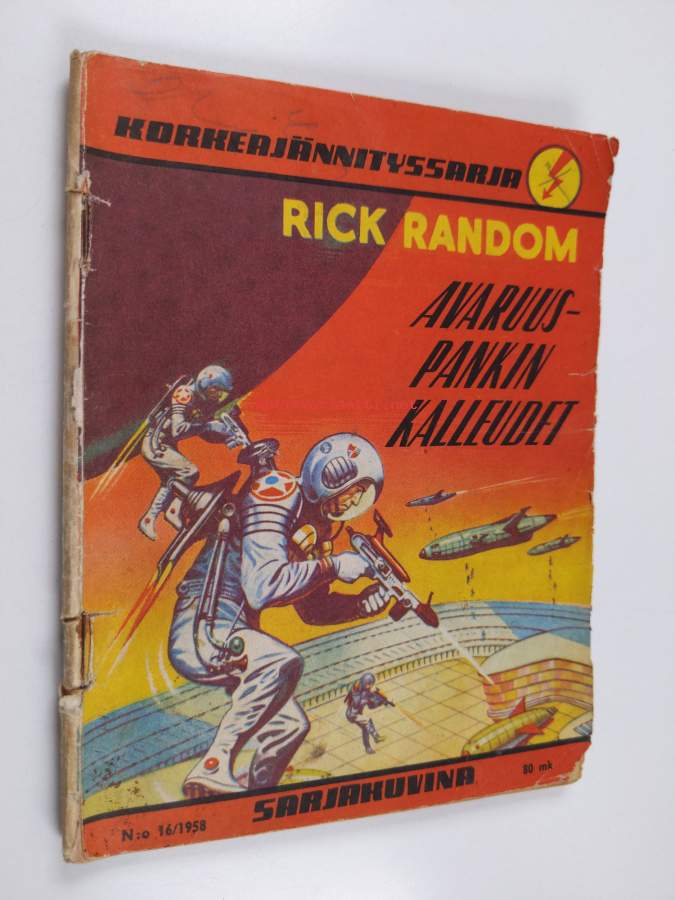 KORKEAJÄNNITYSSARJA
RICK RANDOM
AVARUUS-
PANKIN
KALLEUDET
SARJAKUVINA
80 mk
N:o 16/1958